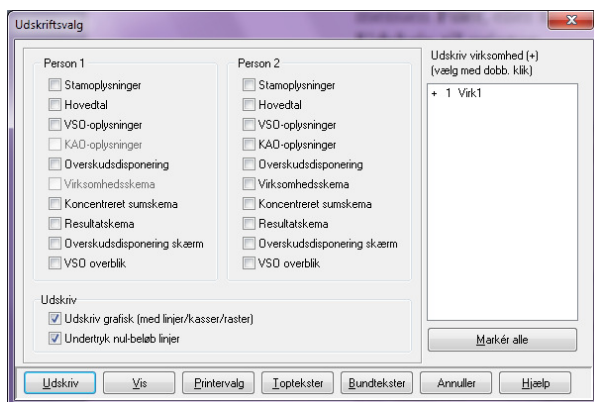 Udskriftsvalg
Person 1
Stamoplysninger
Hovedtal
VSO-oplysninger
KAO-oplysninger
Overskudsdisponering
Virksomhedsskema
Koncentreret sumskema
Resultatskema
Overskudsdisponering skærm
VSO overblik
Person 2
Stamoplysninger
Hovedtal
VSO-oplysninger
KAO-oplysninger
Overskudsdisponering
Virksomhedsskema
Koncentreret sumskema
Resultatskema
Overskudsdisponering skærm
VSO overblik
Udskriv virksomhed (+)
(vælg med dobb. klik)
+ 1 Virk1
Markér alle
Udskriv
Udskriv grafisk (med linjer/kasser/raster)
Undertryk nul-beløb linjer
Udskriv Vis Printervalg Toptekster Bundtekster Annuller Hjælp